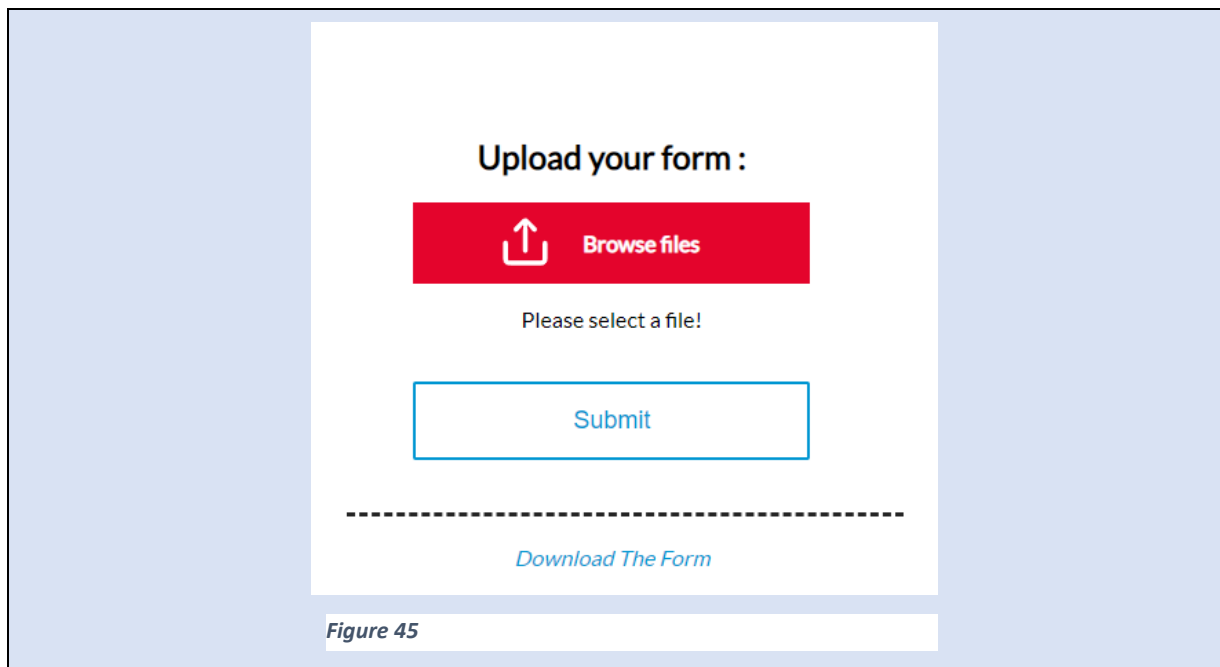 Upload your form :
Browse files
Please select a file!
Submit
Download The Form
Figure 45